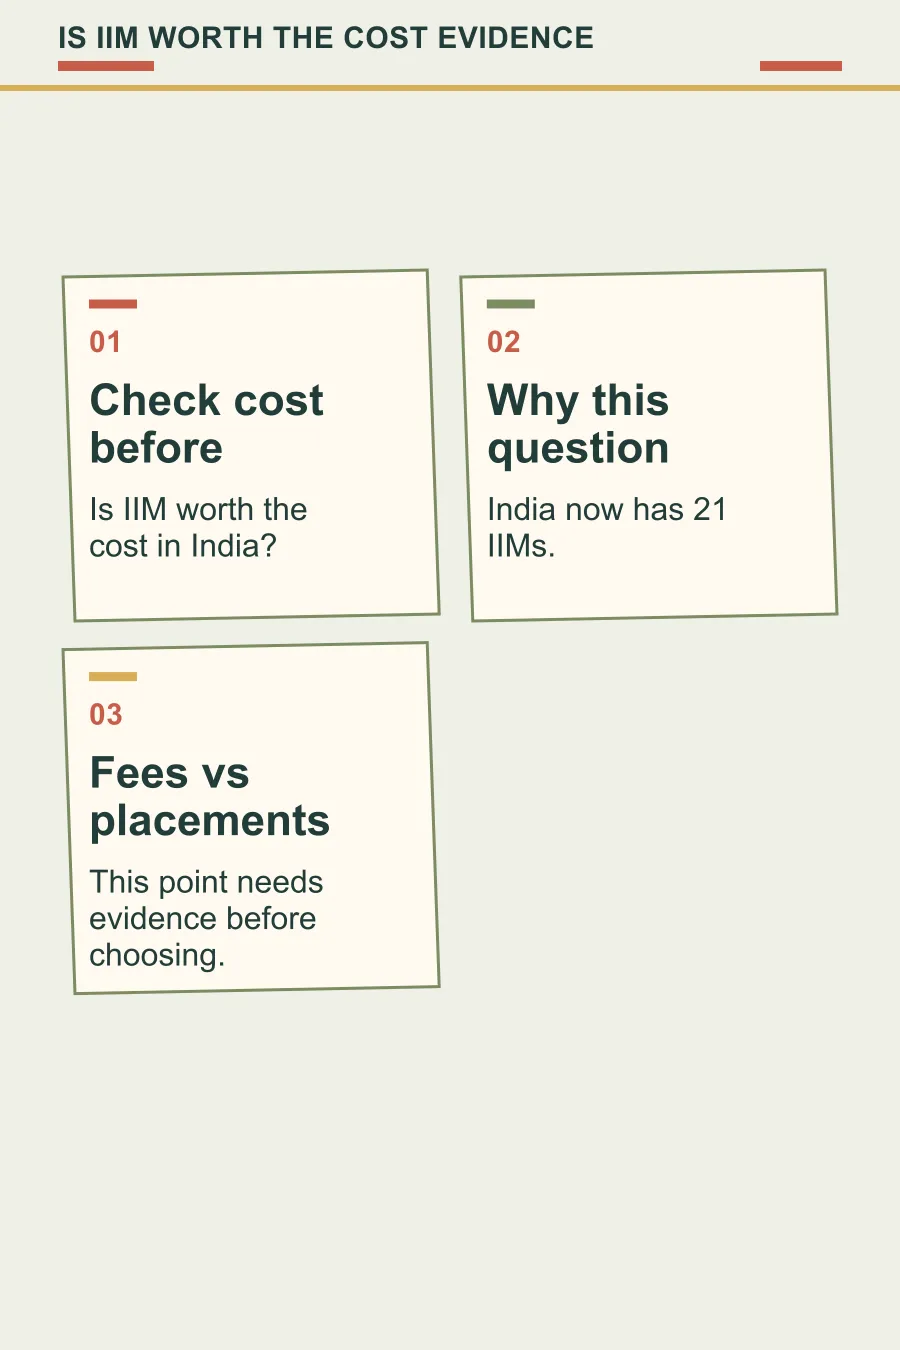 IS IIM WORTH THE COST EVIDENCE
01
Check cost
before
Is IIM worth the
cost in India?
02
Why this
question
India now has 21
IIMs.
03
Fees vs
placements
This point needs
evidence before
choosing.